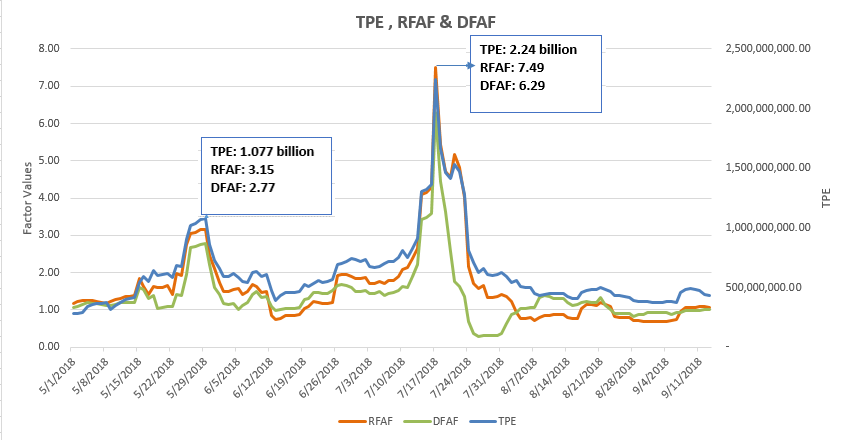 TPE , RFAF & DFAF
8.00
7.00
6.00
5.00
4.00
3.00
2.00
1.00
0.00
Factor Values
TPE: 1.077 billion
RFAF: 3.15
DFAF: 2.77
TPE: 2.24 billion
RFAF: 7.49
DFAF: 6.29
2,500,000,000.00
2,000,000,000.00
1,500,000,000.00
1,000,000,000.00
500,000,000.00
-
TPE
5/1/2018
5/8/2018
5/15/2018
5/22/2018
5/29/2018
6/5/2018
6/12/2018
6/19/2018
6/26/2018
7/3/2018
7/10/2018
7/17/2018
7/24/2018
7/31/2018
8/7/2018
8/14/2018
8/21/2018
8/28/2018
9/4/2018
9/11/2018
RFAF
DFAF
TPE